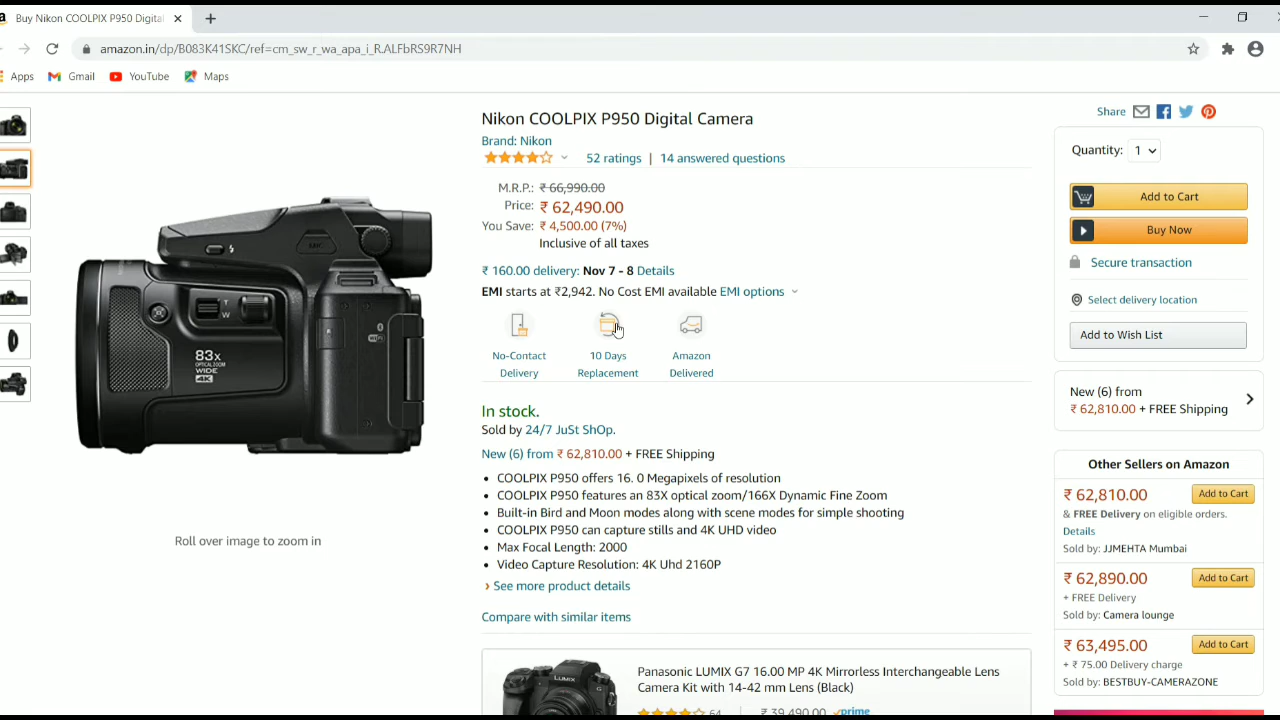 Buy Nikon COOLPIX P950 Digital
amazon.in/dp/B083K41SKC/ref=cm_sw_r_wa_apa_i_R.ALFbRS9R7NH
Apps Gmail YouTube Maps
Share
Nikon COOLPIX P950 Digital Camera
Brand: Nikon
52 ratings | 14 answered questions
M.R.P.: ₹ 66,990.00
Price: ₹ 62,490.00
You Save: ₹ 4,500.00 (7%)
Inclusive of all taxes
₹ 160.00 delivery: Nov 7 - 8 Details
EMI starts at ₹2,942. No Cost EMI available EMI options
No-Contact Delivery
10 Days Replacement
Amazon Delivered
In stock.
Sold by 24/7 JuSt ShOp.
New (6) from ₹ 62,810.00 + FREE Shipping
• COOLPIX P950 offers 16. 0 Megapixels of resolution
• COOLPIX P950 features an 83X optical zoom/166X Dynamic Fine Zoom
• Built-in Bird and Moon modes along with scene modes for simple shooting
• COOLPIX P950 can capture stills and 4K UHD video
• Max Focal Length: 2000
• Video Capture Resolution: 4K Uhd 2160P
› See more product details
Compare with similar items
Panasonic LUMIX G7 16.00 MP 4K Mirrorless Interchangeable Lens
Camera Kit with 14-42 mm Lens (Black)
64 ₹ 39,490.00 prime
LUMIX
G
T
W
83x
OPTICAL ZOOM
WIDE
4K
Wi Fi
Roll over image to zoom in
Quantity: 1
Add to Cart
Buy Now
Secure transaction
Select delivery location
Add to Wish List
New (6) from
₹ 62,810.00 + FREE Shipping
Other Sellers on Amazon
₹ 62,810.00 Add to Cart
& FREE Delivery on eligible orders.
Details
Sold by: JJMEHTA Mumbai
₹ 62,890.00 Add to Cart
+ FREE Delivery
Sold by: Camera lounge
₹ 63,495.00 Add to Cart
+ ₹ 75.00 Delivery charge
Sold by: BESTBUY-CAMERAZONE